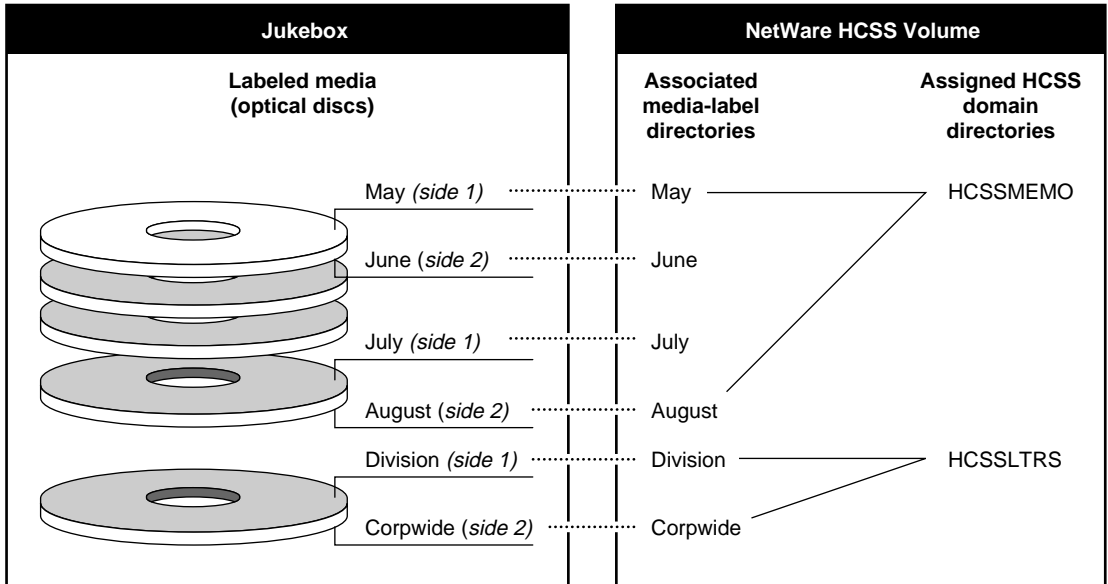 Jukebox
NetWare HCSS Volume
Labeled media
(optical discs)
Associated
media-label
directories
Assigned HCSS
domain
directories
May (side 1)
May
HCSSMEMO
June (side 2)
June
July (side 1)
July
August (side 2)
August
Division (side 1)
Division
HCSSLTRS
Corpwide (side 2)
Corpwide